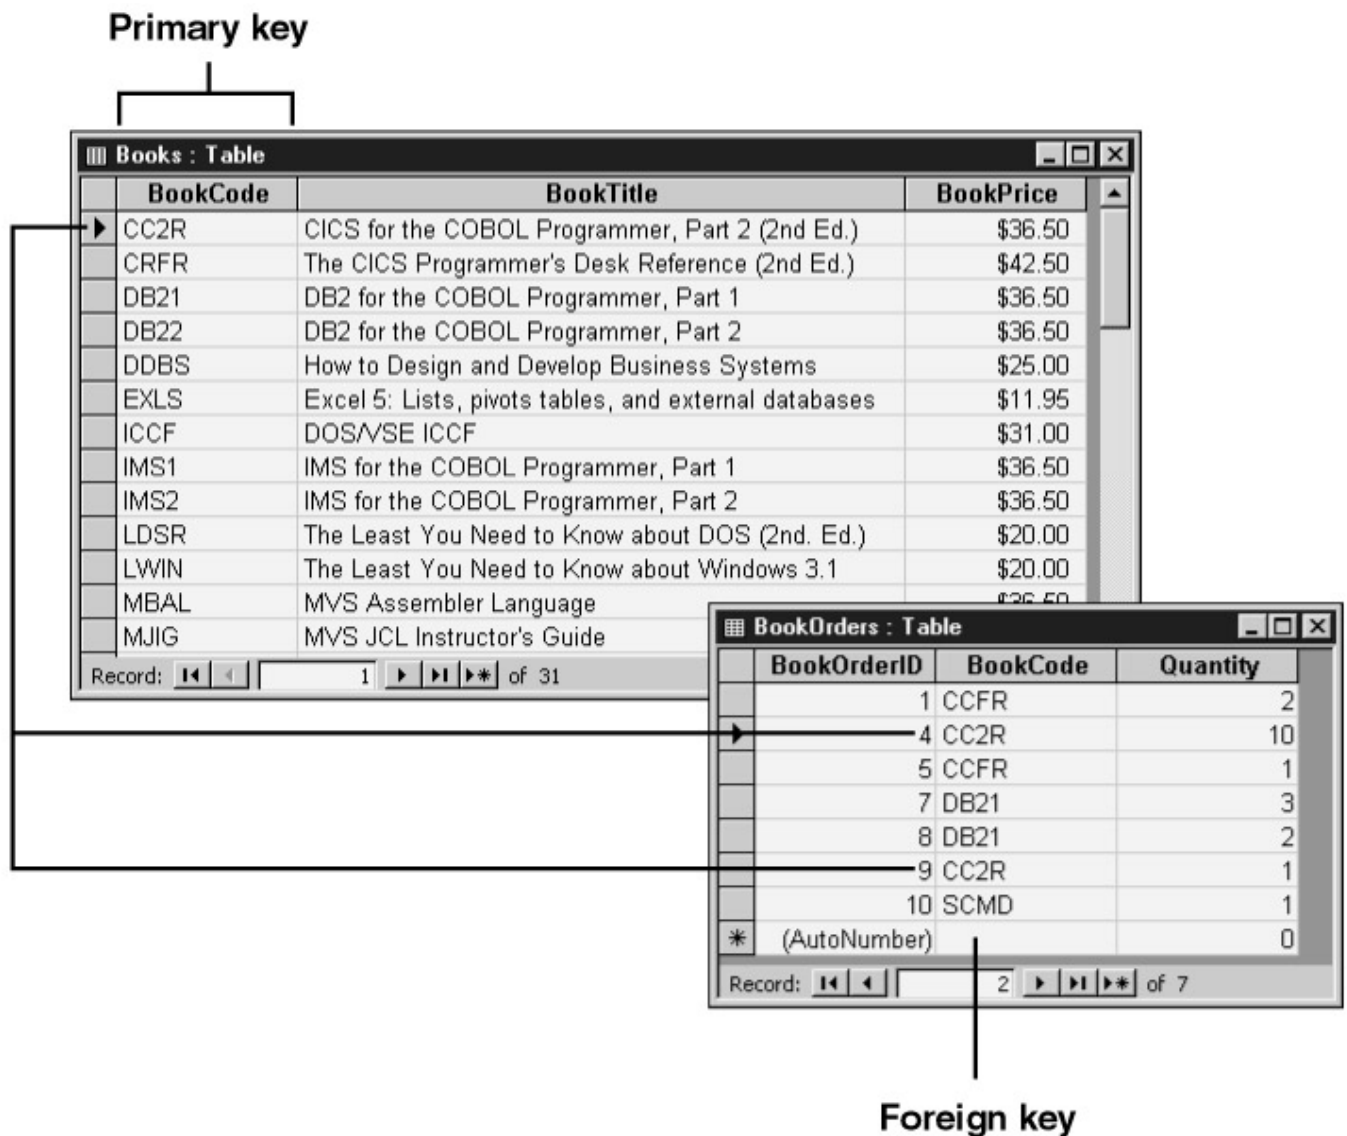 Primary key
Books : Table
BookCode BookTitle BookPrice
CC2R CICS for the COBOL Programmer, Part 2 (2nd Ed.) $36.50
CRFR The CICS Programmer's Desk Reference (2nd Ed.) $42.50
DB21 DB2 for the COBOL Programmer, Part 1 $36.50
DB22 DB2 for the COBOL Programmer, Part 2 $36.50
DDBS How to Design and Develop Business Systems $25.00
EXLS Excel 5: Lists, pivots tables, and external databases $11.95
ICCF DOS/VSE ICCF $31.00
IMS1 IMS for the COBOL Programmer, Part 1 $36.50
IMS2 IMS for the COBOL Programmer, Part 2 $36.50
LDSR The Least You Need to Know about DOS (2nd. Ed.) $20.00
LWIN The Least You Need to Know about Windows 3.1 $20.00
MBAL MVS Assembler Language $36.50
MJIG MVS JCL Instructor's Guide
Record: 1 of 31
BookOrders : Table
BookOrderID BookCode Quantity
1 CCFR 2
4 CC2R 10
5 CCFR 1
7 DB21 3
8 DB21 2
9 CC2R 1
10 SCMD 1
(AutoNumber) 0
Record: 2 of 7
Foreign key